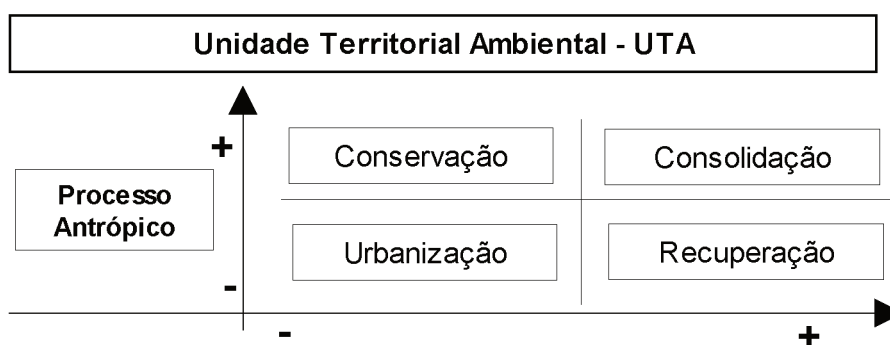 Unidade Territorial Ambiental - UTA
+
Conservação
Consolidação
Processo
Antrópico
Urbanização
Recuperação
-
-
+